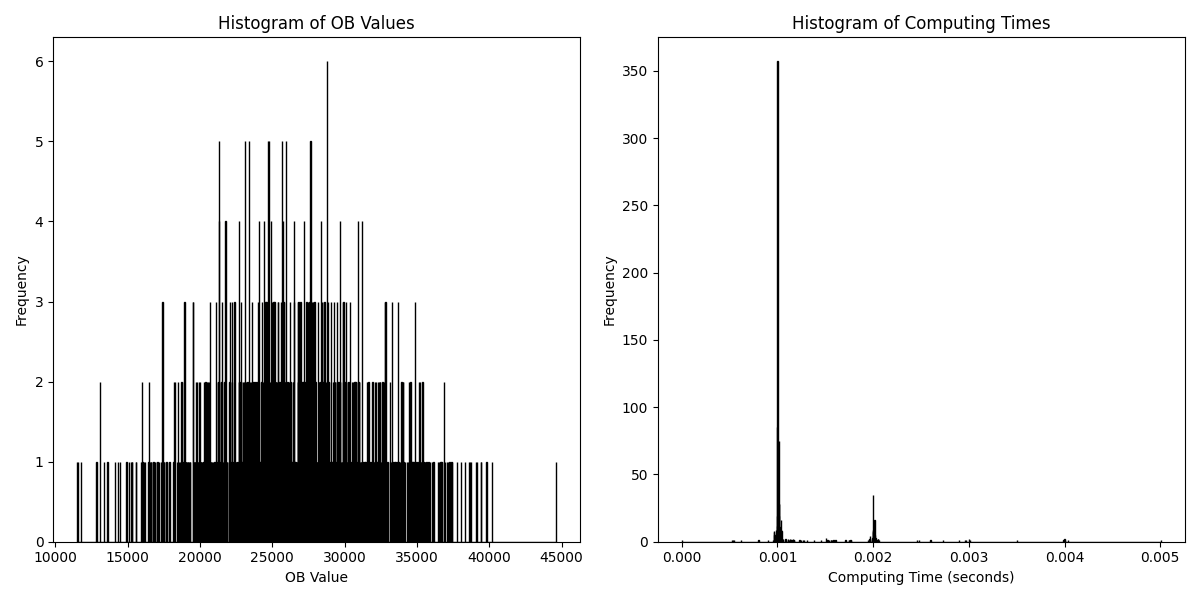 Histogram of OB Values
Frequency
6
5
4
3
2
1
0
10000 15000 20000 25000 30000 35000 40000 45000
OB Value
Histogram of Computing Times
Frequency
350
300
250
200
150
100
50
0
0.000 0.001 0.002 0.003 0.004 0.005
Computing Time (seconds)